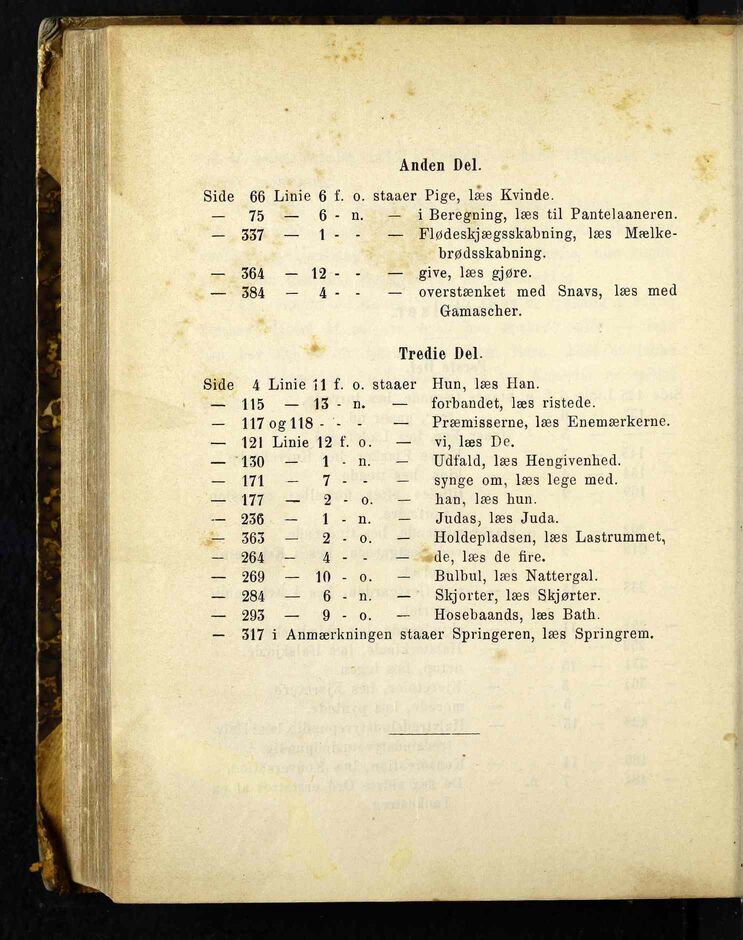 Anden Del.
Side 66 Linie 6 f. o. staaer Pige, læs Kvinde.
— 75 — 6 - n. — i Beregning, læs til Pantelaaneren.
— 337 — 1 - - — Flødeskjægsskabning, læs Mælke-
brødsskabning.
— 364 — 12 - - — give, læs gjøre.
— 384 — 4 - - — overstænket med Snavs, læs med
Gamascher.
Tredie Del.
Side 4 Linie 11 f. o. staaer Hun, læs Han.
— 115 — 13 - n. — forbandet, læs ristede.
— 117 og 118 - - - — Præmisserne, læs Enemærkerne.
— 121 Linie 12 f. o. — vi, læs De.
— 130 — 1 - n. — Udfald, læs Hengivenhed.
— 171 — 7 - - — synge om, læs lege med.
— 177 — 2 - o. — han, læs hun.
— 236 — 1 - n. — Judas, læs Juda.
— 363 — 2 - o. — Holdepladsen, læs Lastrummet,
— 264 — 4 - - — de, læs de fire.
— 269 — 10 - o. — Bulbul, læs Nattergal.
— 284 — 6 - n. — Skjorter, læs Skjørter.
— 293 — 9 - o. — Hosebaands, læs Bath.
— 317 i Anmærkningen staaer Springeren, læs Springrem.